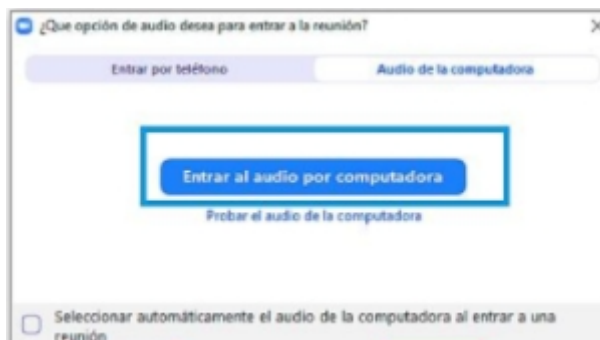 ¿Que opción de audio desea para entrar a la reunión?
Entrar por teléfono
Audio de la computadora
Entrar al audio por computadora
Probar el audio de la computadora
Seleccionar automáticamente el audio de la computadora al entrar a una
reunión